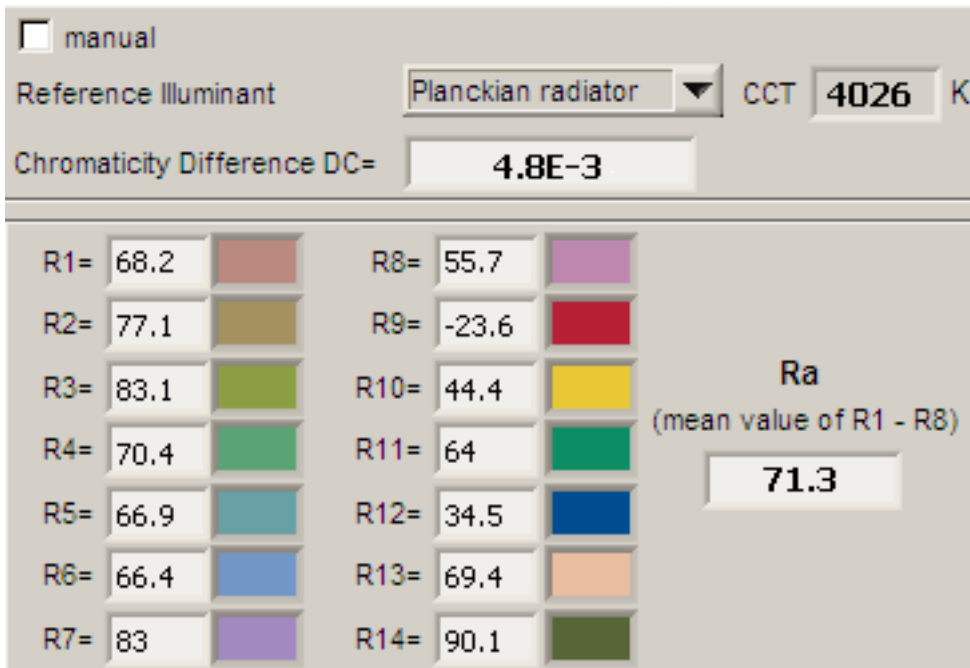 manual
Reference Illuminant Planckian radiator CCT 4026 K
Chromaticity Difference DC= 4.8E-3
R1= 68.2 R8= 55.7
R2= 77.1 R9= -23.6
R3= 83.1 R10= 44.4
Ra
R4= 70.4 R11= 64
(mean value of R1 - R8)
71.3
R5= 66.9 R12= 34.5
R6= 66.4 R13= 69.4
R7= 83 R14= 90.1